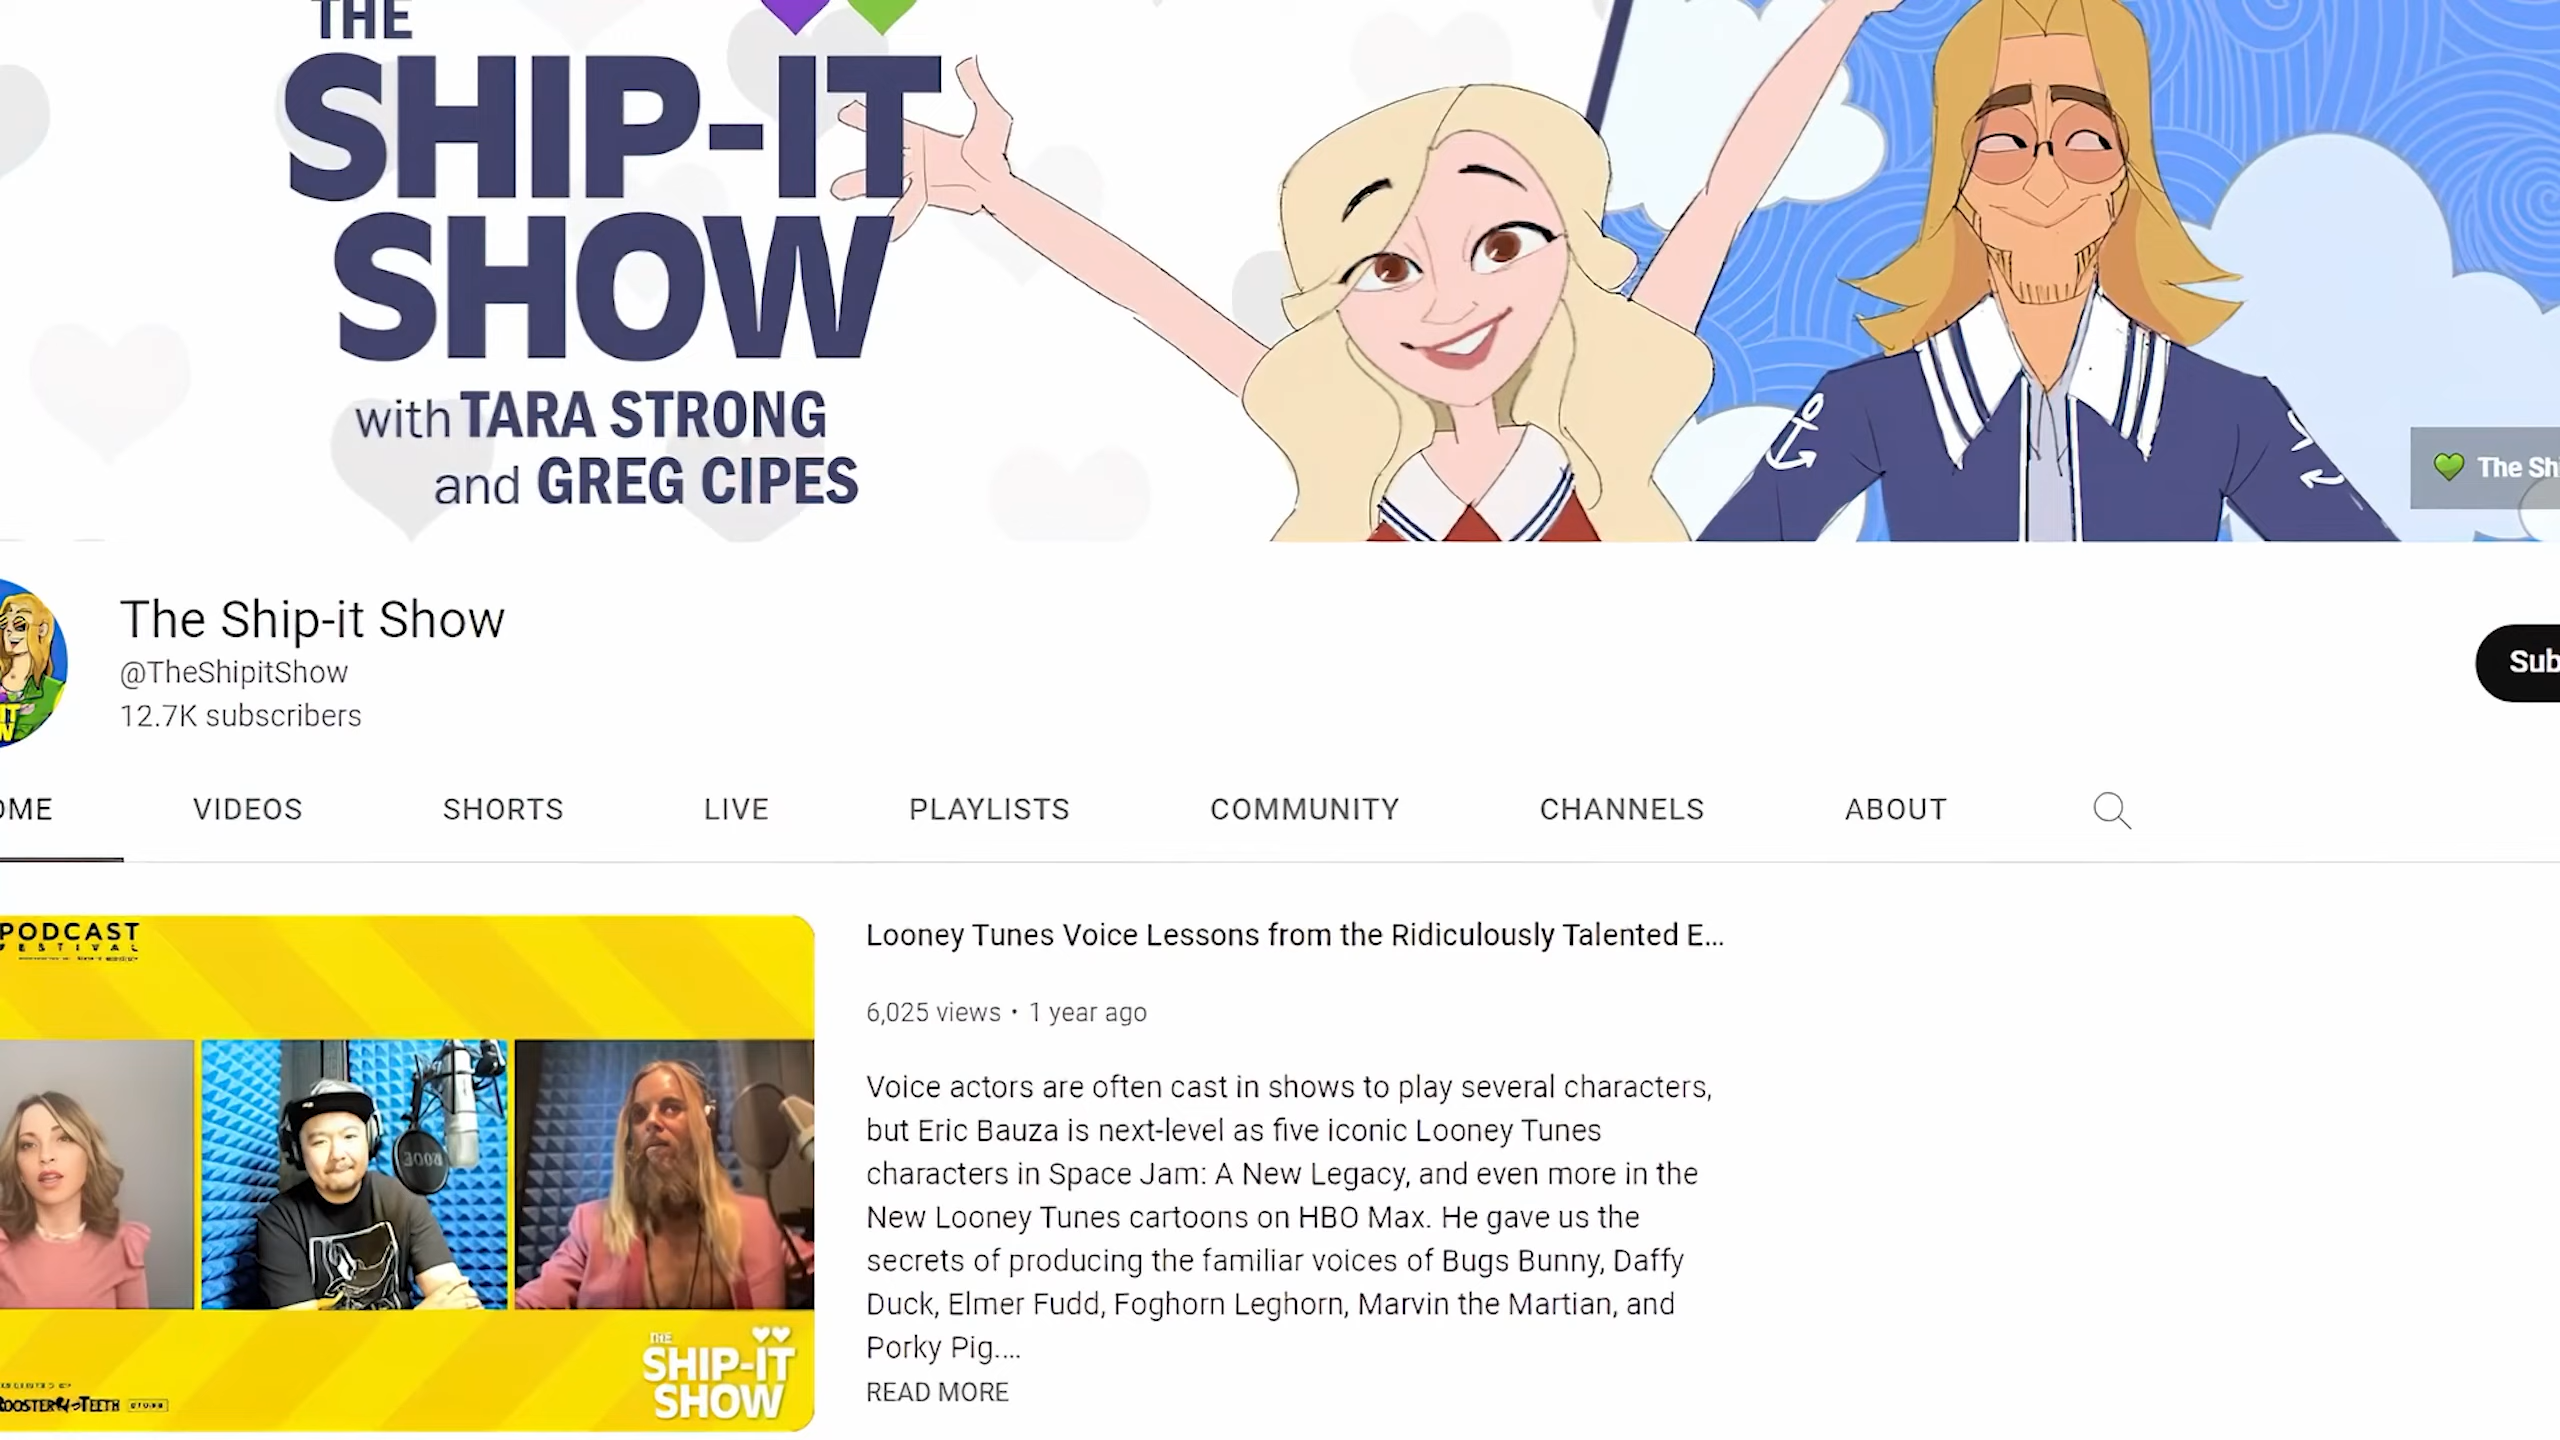 THE
SHIP-IT
SHOW
with TARA STRONG
and GREG CIPES
The Shi
The Ship-it Show
@TheShipitShow
12.7K subscribers
Sub
OME VIDEOS SHORTS LIVE PLAYLISTS COMMUNITY CHANNELS ABOUT
PODCAST
Looney Tunes Voice Lessons from the Ridiculously Talented E...
6,025 views • 1 year ago
Voice actors are often cast in shows to play several characters,
but Eric Bauza is next-level as five iconic Looney Tunes
characters in Space Jam: A New Legacy, and even more in the
New Looney Tunes cartoons on HBO Max. He gave us the
secrets of producing the familiar voices of Bugs Bunny, Daffy
Duck, Elmer Fudd, Foghorn Leghorn, Marvin the Martian, and
Porky Pig....
READ MORE
RODE
THE
SHIP-IT
SHOW
OOSTER TEETH